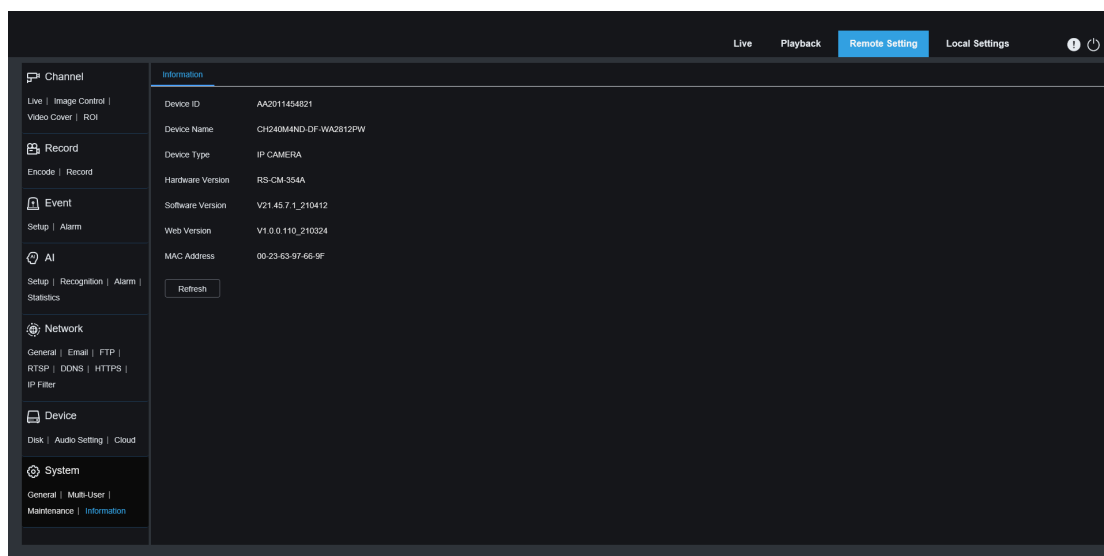 Live Playback Remote Setting Local Settings
Channel
Live | Image Control |
Video Cover | ROI
Record
Encode | Record
Event
Setup | Alarm
AI
Setup | Recognition | Alarm |
Statistics
Network
General | Email | FTP |
RTSP | DDNS | HTTPS |
IP Filter
Device
Disk | Audio Setting | Cloud
System
General | Multi-User |
Maintenance | Information
Information
Device ID AA2011454821
Device Name CH240M4ND-DF-WA2812PW
Device Type IP CAMERA
Hardware Version RS-CM-354A
Software Version V21.45.7.1_210412
Web Version V1.0.0.110_210324
MAC Address 00-23-63-97-66-9F
Refresh